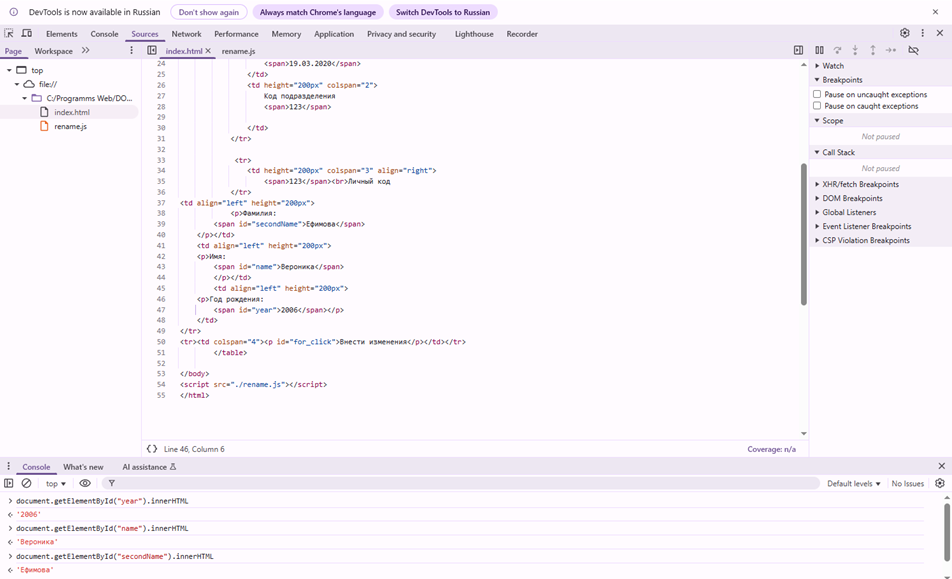 DevTools is now available in Russian
Don't show again
Always match Chrome's language
Switch DevTools to Russian
Elements Console Sources Network Performance Memory Application Privacy and security Lighthouse Recorder
Page Workspace
index.html rename.js
top
file://
C:/Programms Web/DO...
index.html
rename.js
24 <span>19.03.2020</span>
25 </td>
26 <td height="200px" colspan="2">
27 Код подразделения
28 <span>123</span>
29
30 </td>
31 </tr>
32
33 <tr>
34 <td height="200px" colspan="3" align="right">
35 <span>123</span><br>Личный код
36 </tr>
37 <td align="left" height="200px">
38 <p>Фамилия:
39 <span id="secondName">Ефимова</span>
40 </p></td>
41 <td align="left" height="200px">
42 <p>Имя:
43 <span id="name">Вероника</span>
44 </p></td>
45 <td align="left" height="200px">
46 <p>Год рождения:
47 <span id="year">2006</span></p>
48 </td>
49 </tr>
50 <tr><td colspan="4"><p id="for_click">Внести изменения</p></td></tr>
51 </table>
52
53 </body>
54 <script src="./rename.js"></script>
55 </html>
{} Line 46, Column 6
Coverage: n/a
Watch
Breakpoints
Pause on uncaught exceptions
Pause on caught exceptions
Scope
Not paused
Call Stack
Not paused
XHR/fetch Breakpoints
DOM Breakpoints
Global Listeners
Event Listener Breakpoints
CSP Violation Breakpoints
Console What's new AI assistance
top
Default levels No Issues
document.getElementById("year").innerHTML
'2006'
document.getElementById("name").innerHTML
'Вероника'
document.getElementById("secondName").innerHTML
'Ефимова'